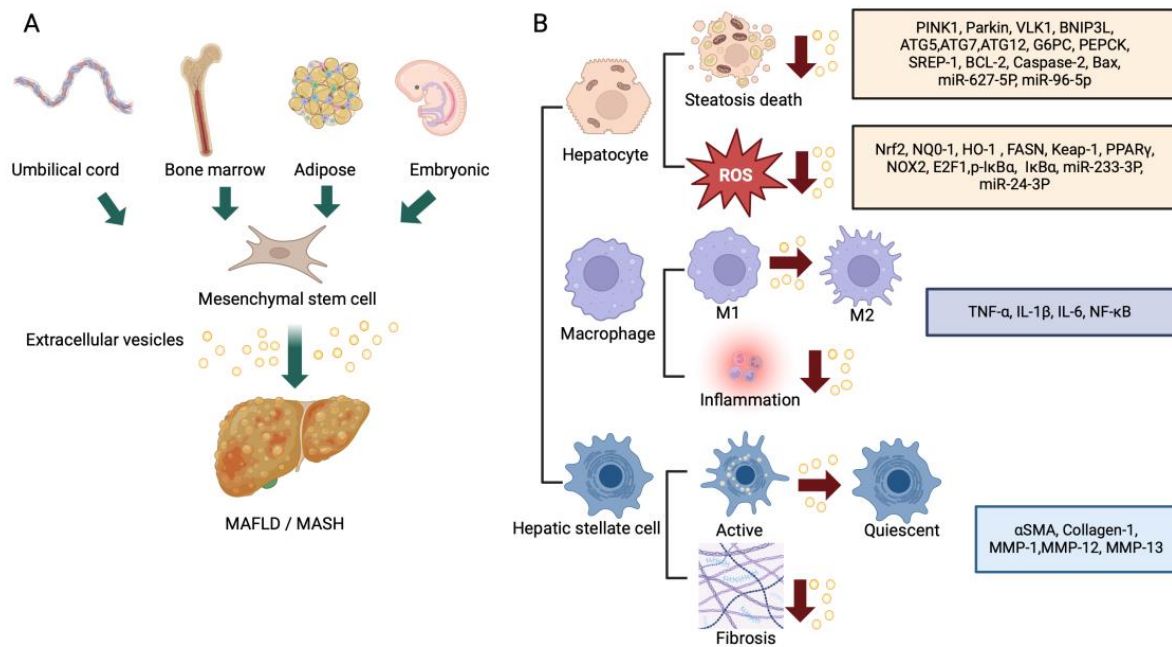 A
Umbilical cord
Bone marrow
Adipose
Embryonic
Mesenchymal stem cell
Extracellular vesicles
MAFLD / MASH
B
Hepatocyte
Steatosis death
PINK1, Parkin, VLK1, BNIP3L,
ATG5,ATG7,ATG12, G6PC, PEPCK,
SREP-1, BCL-2, Caspase-2, Bax,
miR-627-5P, miR-96-5p
ROS
Nrf2, NQ0-1, HO-1 , FASN, Keap-1, PPARγ,
NOX2, E2F1,p-IκBα, IκBα, miR-233-3P,
miR-24-3P
Macrophage
M1
M2
TNF-α, IL-1β, IL-6, NF-κB
Inflammation
Hepatic stellate cell
Active
Quiescent
αSMA, Collagen-1,
MMP-1,MMP-12, MMP-13
Fibrosis